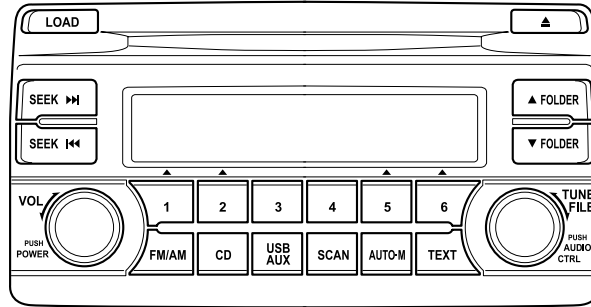 LOAD
SEEK
SEEK
FOLDER
FOLDER
VOL
PUSH
POWER
1
2
3
4
5
6
FM/AM
CD
USB
AUX
SCAN
AUTO-M
TEXT
TUNE
FILE
PUSH
AUDIO
CTRL